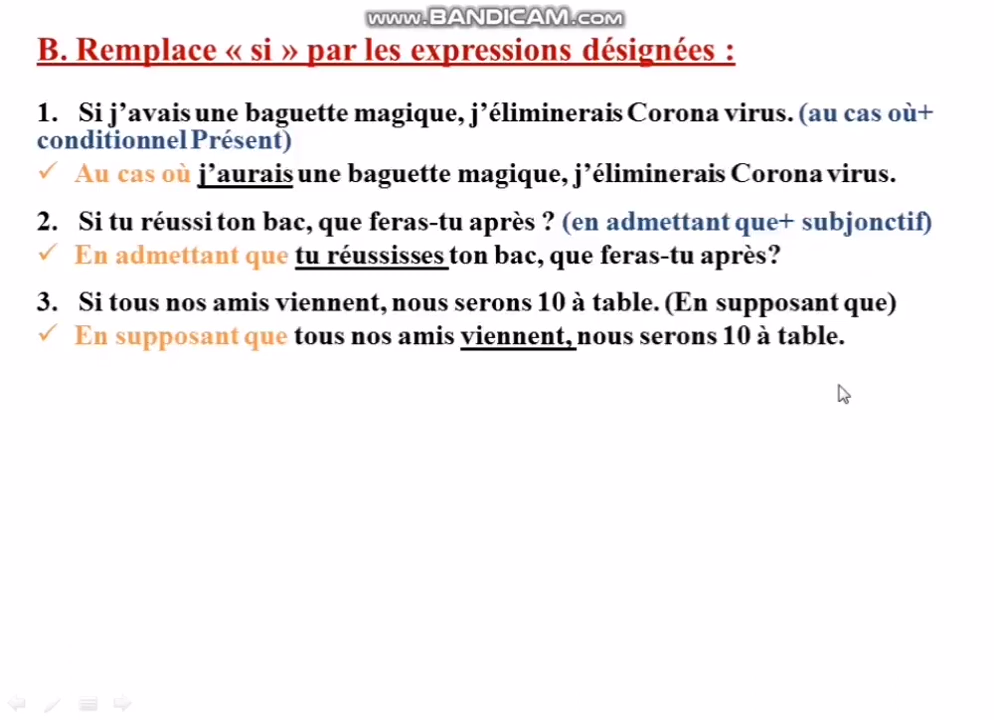 www.BANDICAM.com
B. Remplace « si » par les expressions désignées :
1. Si j’avais une baguette magique, j’éliminerais Corona virus. (au cas où+
conditionnel Présent)
✓ Au cas où j’aurais une baguette magique, j’éliminerais Corona virus.
2. Si tu réussi ton bac, que feras-tu après ? (en admettant que+ subjonctif)
✓ En admettant que tu réussisses ton bac, que feras-tu après?
3. Si tous nos amis viennent, nous serons 10 à table. (En supposant que)
✓ En supposant que tous nos amis viennent, nous serons 10 à table.